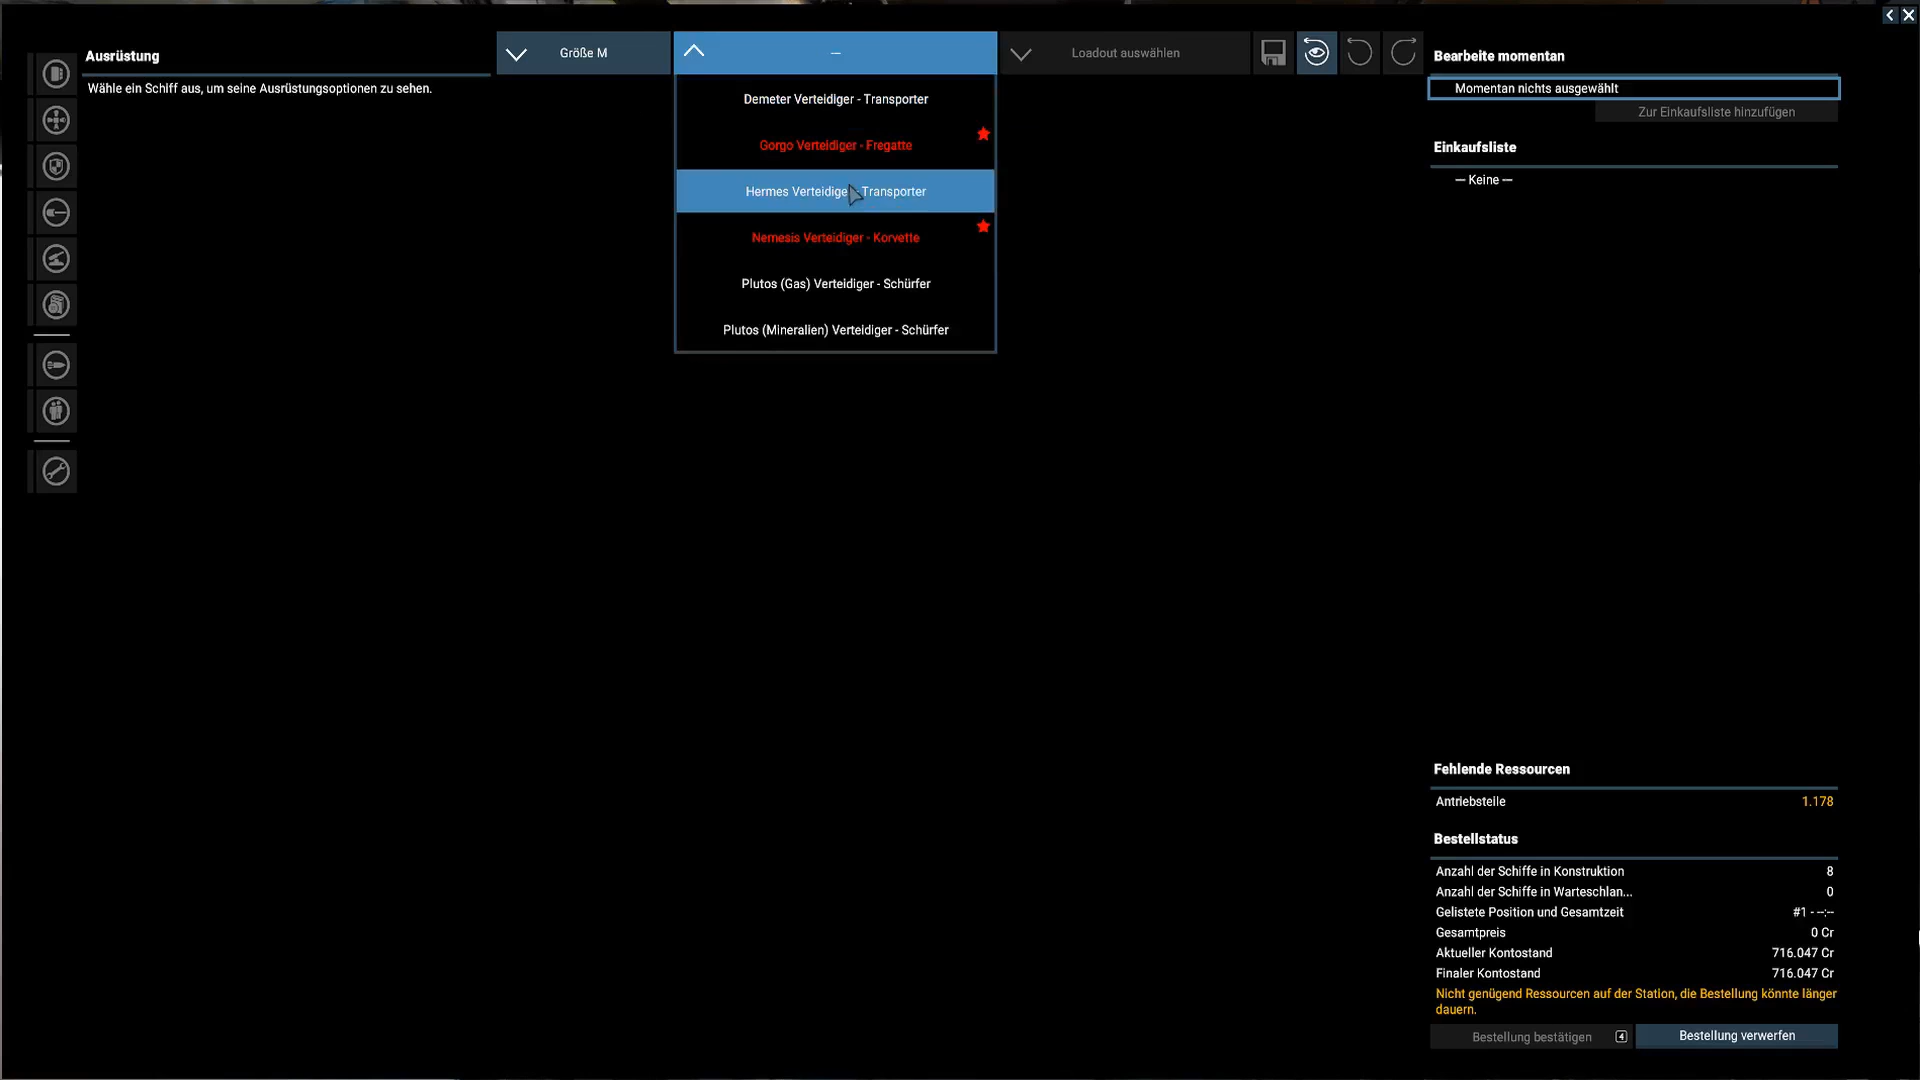 Ausrüstung
Wähle ein Schiff aus, um seine Ausrüstungsoptionen zu sehen.
Größe M
—
Loadout auswählen
Demeter Verteidiger - Transporter
Gorgo Verteidiger - Fregatte
Hermes Verteidiger - Transporter
Nemesis Verteidiger - Korvette
Plutos (Gas) Verteidiger - Schürfer
Plutos (Mineralien) Verteidiger - Schürfer
Bearbeite momentan
Momentan nichts ausgewählt
Zur Einkaufsliste hinzufügen
Einkaufsliste
— Keine —
Fehlende Ressourcen
Antriebsteile 1.178
Bestellstatus
Anzahl der Schiffe in Konstruktion 8
Anzahl der Schiffe in Warteschlan... 0
Gelistete Position und Gesamtzeit #1 - --:--
Gesamtpreis 0 Cr
Aktueller Kontostand 716.047 Cr
Finaler Kontostand 716.047 Cr
Nicht genügend Ressourcen auf der Station, die Bestellung könnte länger
dauern.
Bestellung bestätigen 4
Bestellung verwerfen